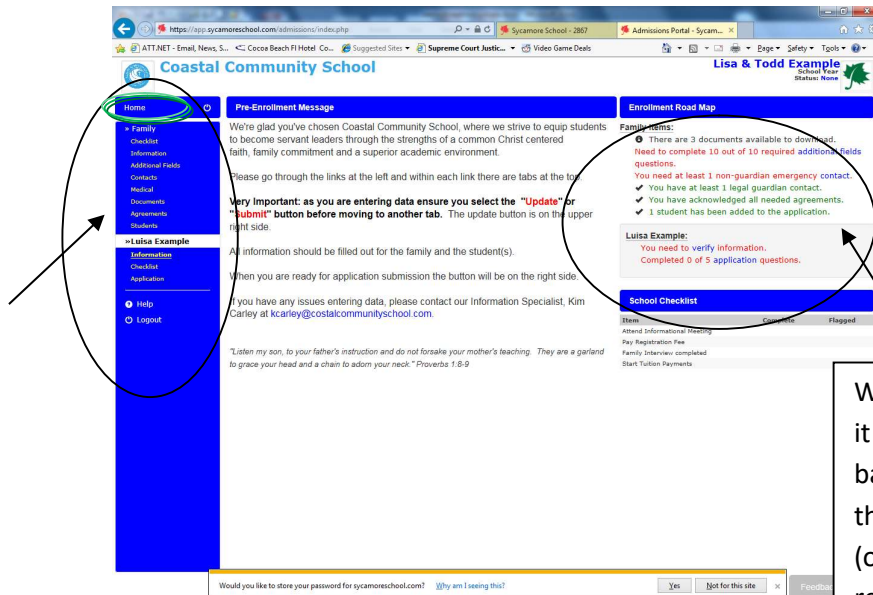 https://app.sycamoreschool.com/admissions/index.php
Sycamore School - 2867
Admissions Portal - Sycam...
ATT.NET - Email, News, S...
Cocoa Beach Fl Hotel Co...
Suggested Sites
Supreme Court Justic...
Video Game Deals
Page
Safety
Tools
Coastal Community School
Lisa & Todd Example
School Year
Status: None
Home
Pre-Enrollment Message
Enrollment Road Map
» Family
Checklist
Information
Additional Fields
Contacts
Medical
Documents
Agreements
Students
»Luisa Example
Information
Checklist
Application
Help
Logout
We're glad you've chosen Coastal Community School, where we strive to equip students
to become servant leaders through the strengths of a common Christ centered
faith, family commitment and a superior academic environment.
Please go through the links at the left and within each link there are tabs at the top.
Very Important: as you are entering data ensure you select the "Update" or
"Submit" button before moving to another tab. The update button is on the upper
right side.
All information should be filled out for the family and the student(s).
When you are ready for application submission the button will be on the right side.
If you have any issues entering data, please contact our Information Specialist, Kim
Carley at kcarley@costalcommunityschool.com.
"Listen my son, to your father's instruction and do not forsake your mother's teaching. They are a garland
to grace your head and a chain to adorn your neck." Proverbs 1:8-9
Family Items:
There are 3 documents available to download.
Need to complete 10 out of 10 required additional fields
questions.
You need at least 1 non-guardian emergency contact.
You have at least 1 legal guardian contact.
You have acknowledged all needed agreements.
1 student has been added to the application.
Luisa Example:
You need to verify information.
Completed 0 of 5 application questions.
School Checklist
Item Complete Flagged
Attend Informational Meeting
Pay Registration Fee
Family Interview completed
Start Tuition Payments
W
it
ba
th
(o
Would you like to store your password for sycamoreschool.com? Why am I seeing this?
Yes
Not for this site
Feedba